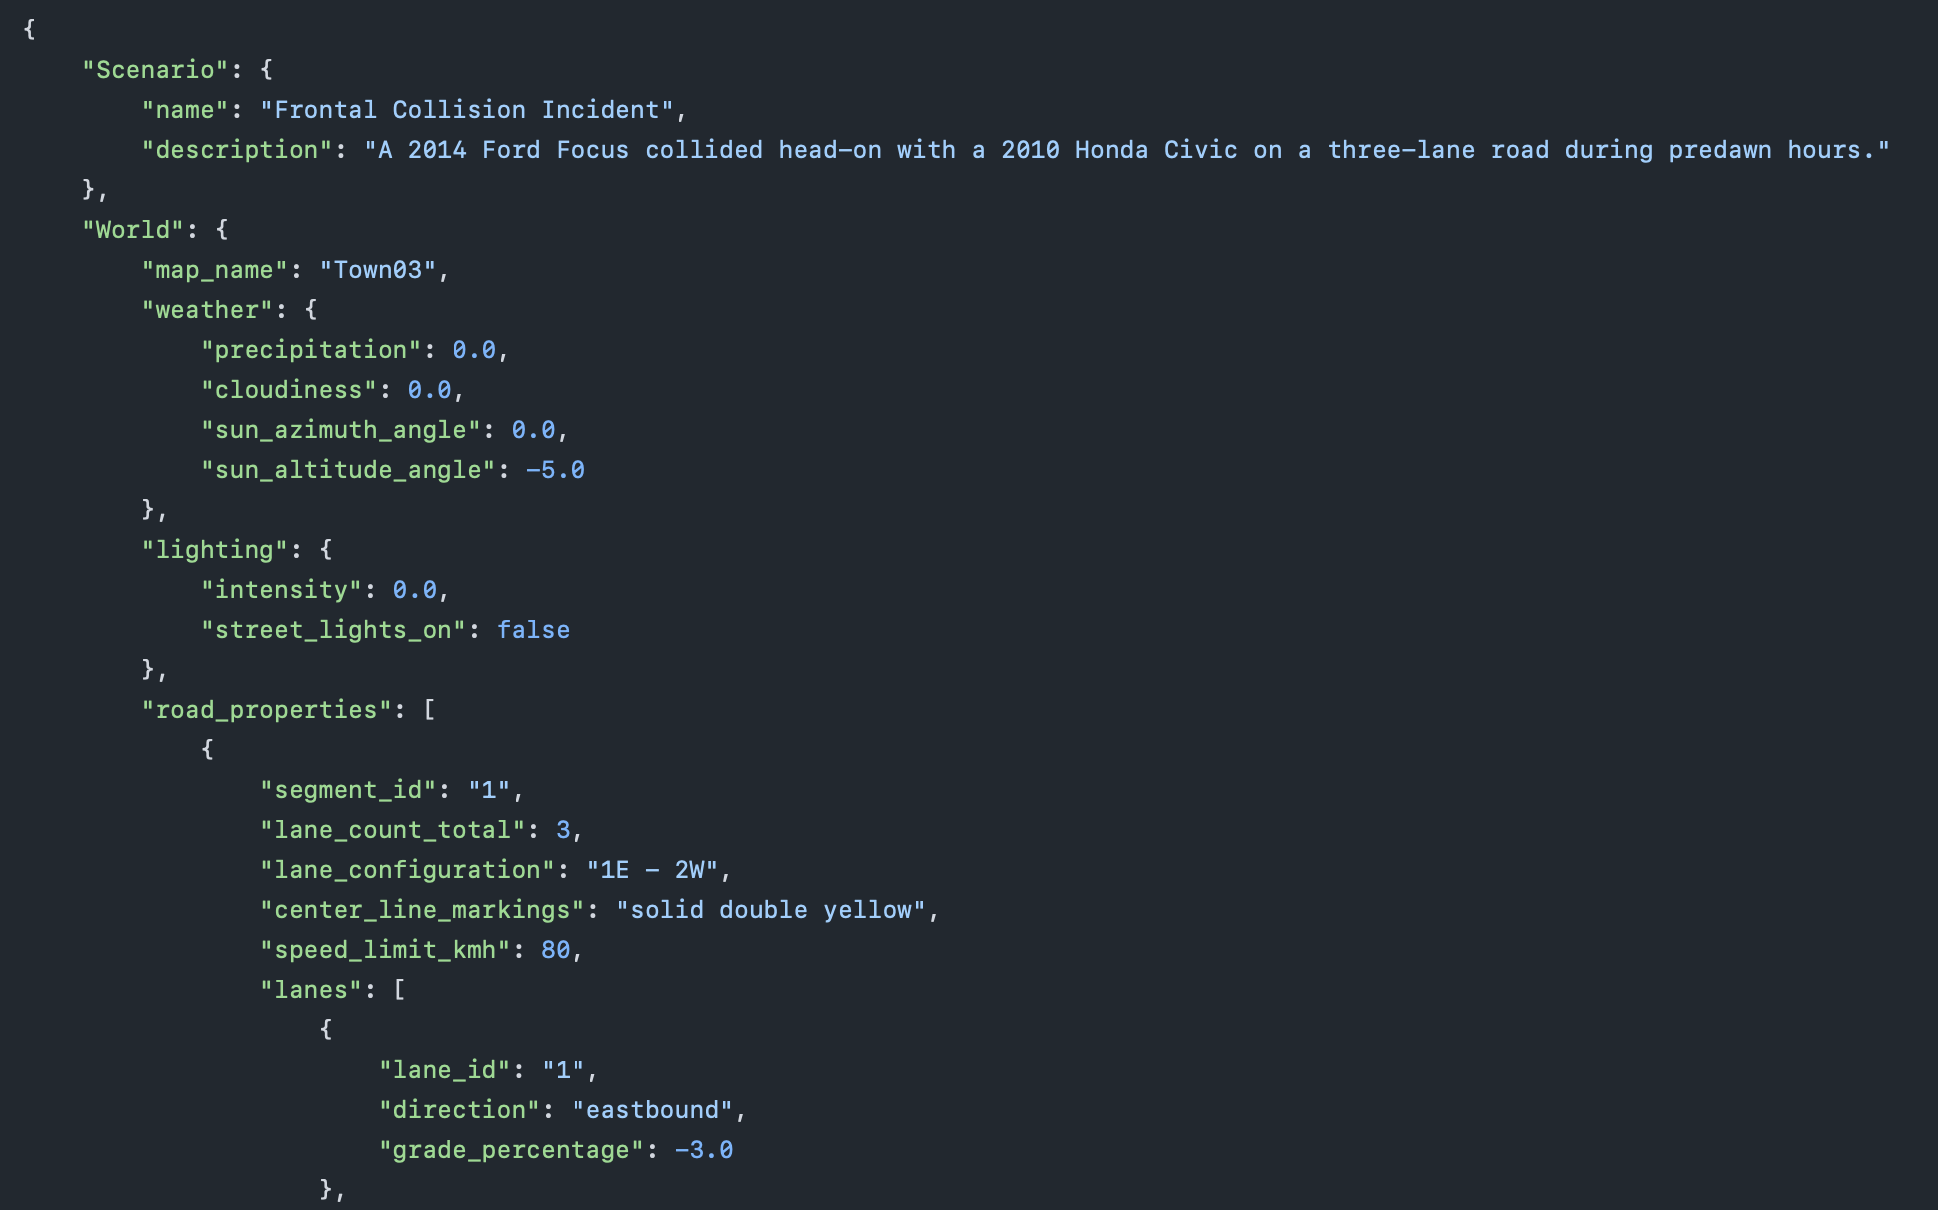 {
    "Scenario": {
        "name": "Frontal Collision Incident",
        "description": "A 2014 Ford Focus collided head-on with a 2010 Honda Civic on a three-lane road during predawn hours."
    },
    "World": {
        "map_name": "Town03",
        "weather": {
            "precipitation": 0.0,
            "cloudiness": 0.0,
            "sun_azimuth_angle": 0.0,
            "sun_altitude_angle": -5.0
        },
        "lighting": {
            "intensity": 0.0,
            "street_lights_on": false
        },
        "road_properties": [
            {
                "segment_id": "1",
                "lane_count_total": 3,
                "lane_configuration": "1E - 2W",
                "center_line_markings": "solid double yellow",
                "speed_limit_kmh": 80,
                "lanes": [
                    {
                        "lane_id": "1",
                        "direction": "eastbound",
                        "grade_percentage": -3.0
                    },